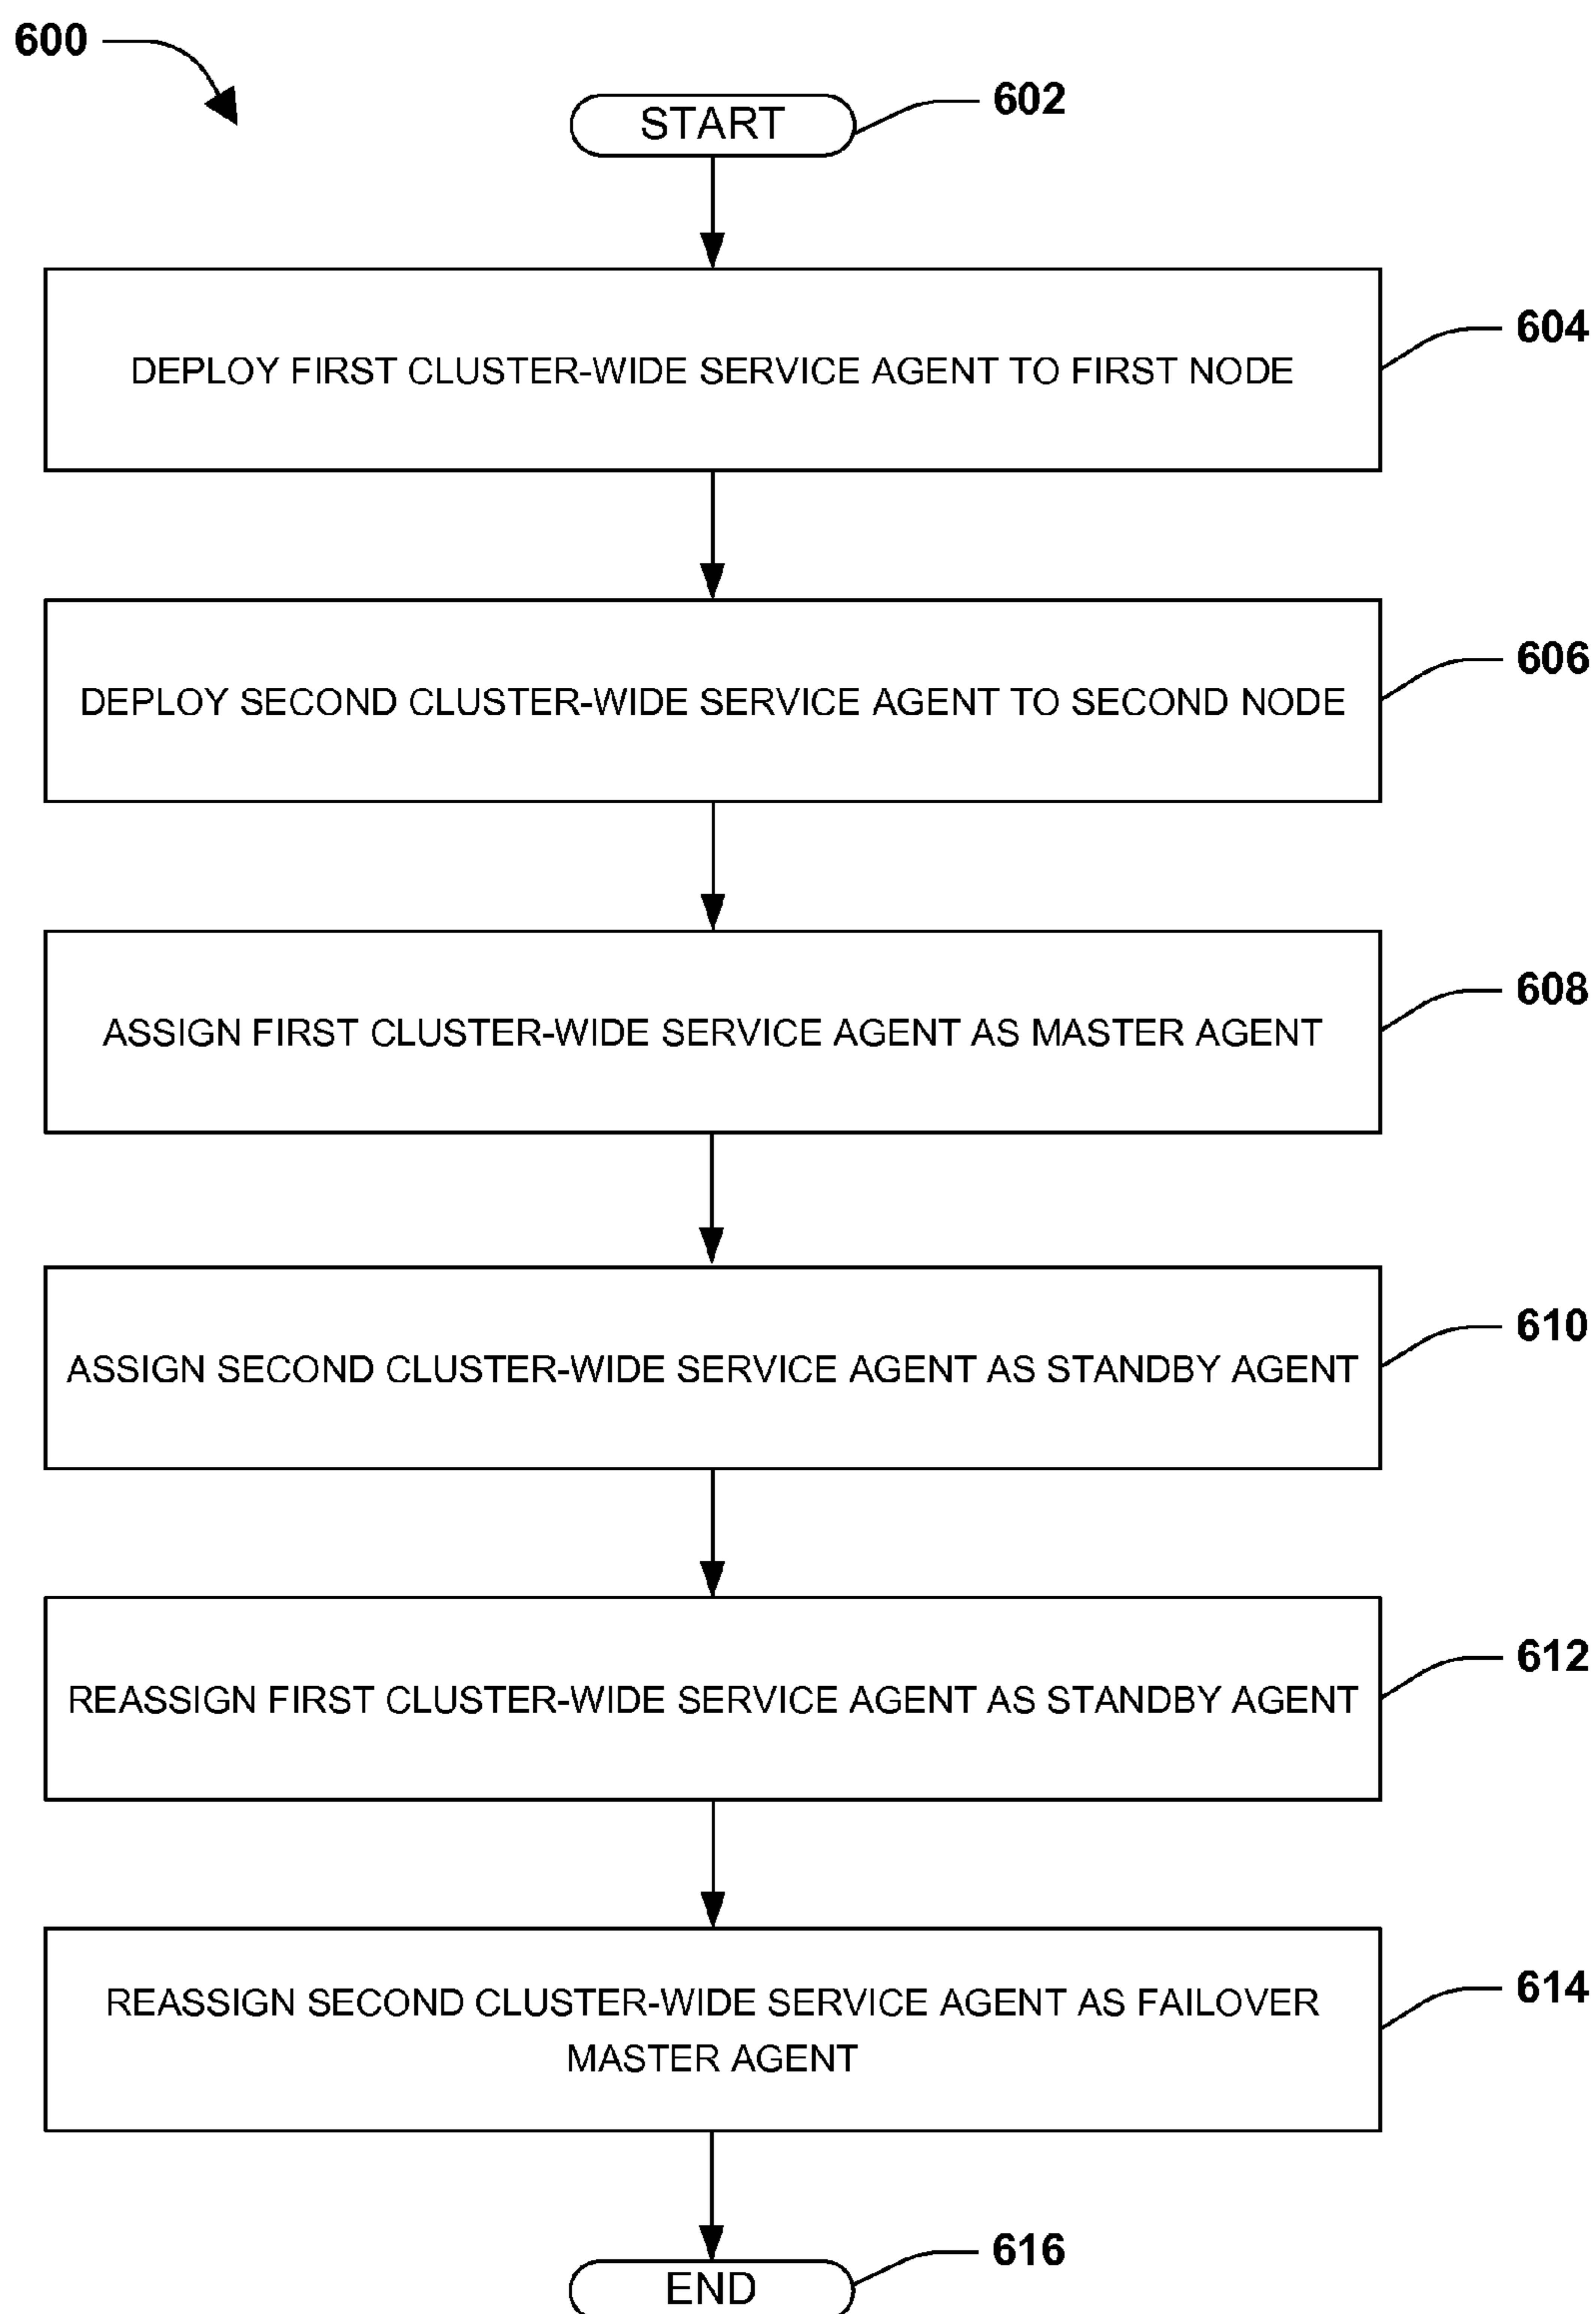 600
START
602
DEPLOY FIRST CLUSTER-WIDE SERVICE AGENT TO FIRST NODE
604
DEPLOY SECOND CLUSTER-WIDE SERVICE AGENT TO SECOND NODE
606
ASSIGN FIRST CLUSTER-WIDE SERVICE AGENT AS MASTER AGENT
608
ASSIGN SECOND CLUSTER-WIDE SERVICE AGENT AS STANDBY AGENT
610
REASSIGN FIRST CLUSTER-WIDE SERVICE AGENT AS STANDBY AGENT
612
REASSIGN SECOND CLUSTER-WIDE SERVICE AGENT AS FAILOVER
MASTER AGENT
614
END
616